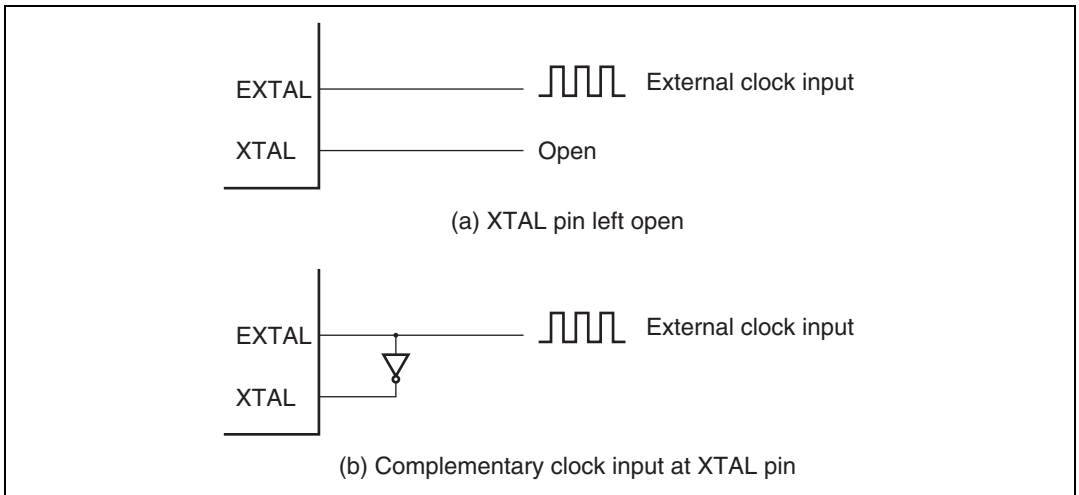 EXTAL External clock input
XTAL Open
(a) XTAL pin left open
EXTAL External clock input
XTAL
(b) Complementary clock input at XTAL pin